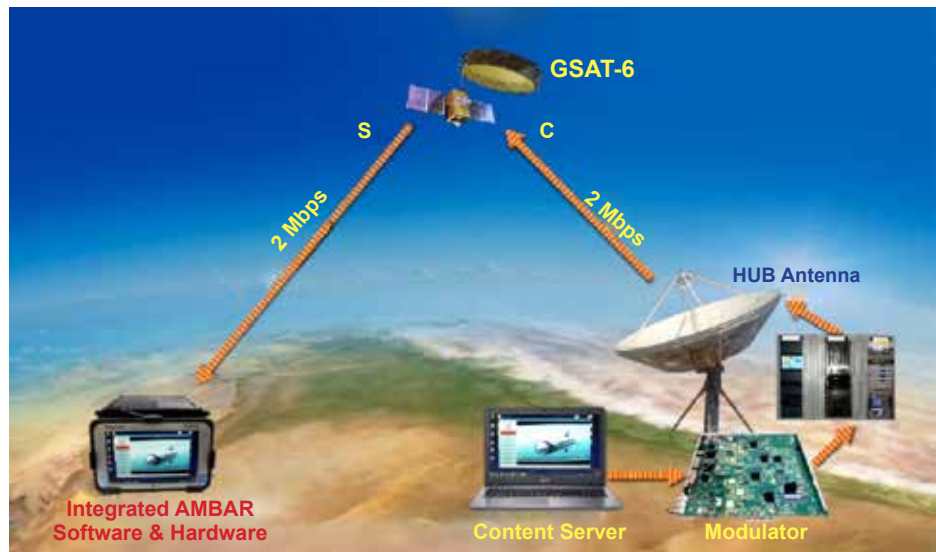 GSAT-6
S
C
2 Mbps
2 Mbps
HUB Antenna
Integrated AMBAR
Software & Hardware
Content Server
Modulator